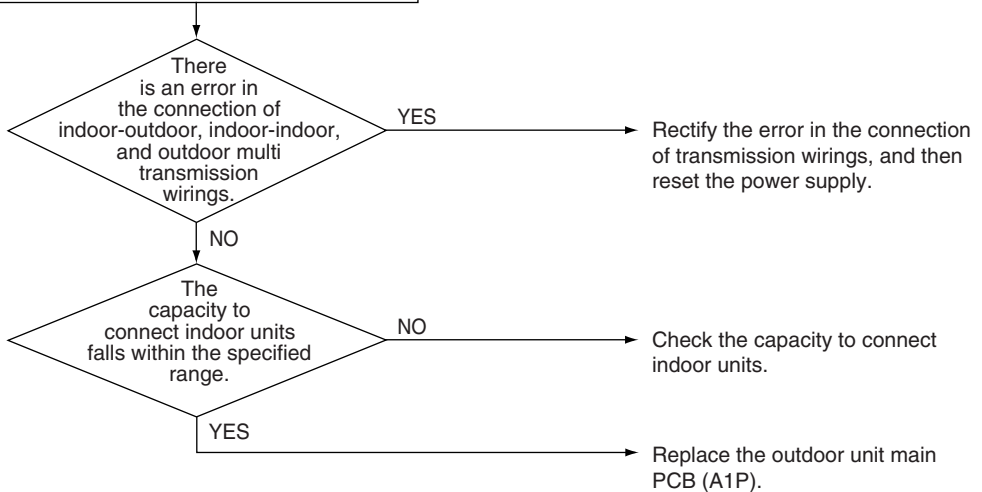 There
is an error in
the connection of
indoor-outdoor, indoor-indoor,
and outdoor multi
transmission
wirings.
YES
Rectify the error in the connection
of transmission wirings, and then
reset the power supply.
NO
The
capacity to
connect indoor units
falls within the specified
range.
NO
Check the capacity to connect
indoor units.
YES
Replace the outdoor unit main
PCB (A1P).